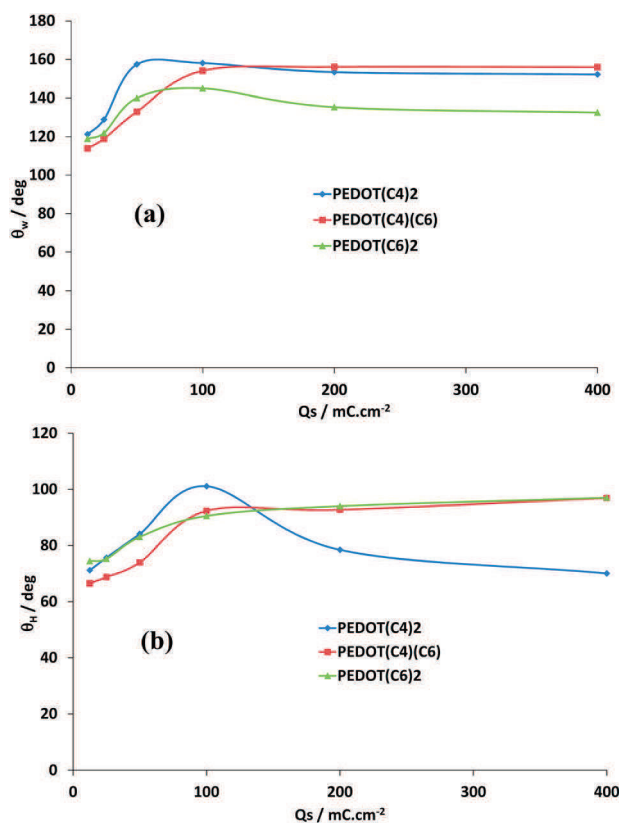 (a)
180
160
140
120
100
80
60
40
20
0
θw / deg
PEDOT(C4)2
PEDOT(C4)(C6)
PEDOT(C6)2
0 100 200 300 400
Qs / mC.cm-2
(b)
120
100
80
60
40
20
0
θH / deg
PEDOT(C4)2
PEDOT(C4)(C6)
PEDOT(C6)2
0 100 200 300 400
Qs / mC.cm-2